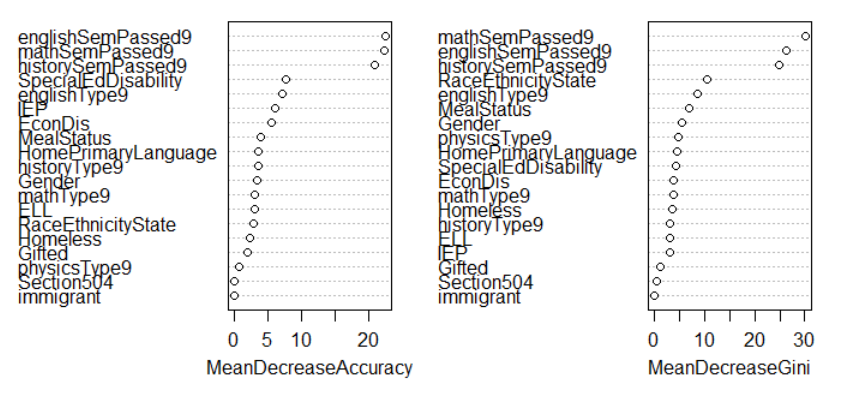 englishSemPassed9
mathSemPassed9
historySemPassed9
SpecialEdDisability
englishType9
IEP
EconDis
MealStatus
HomePrimaryLanguage
historyType9
Gender
mathType9
ELL
RaceEthnicityState
Homeless
Gifted
physicsType9
Section504
immigrant
0 5 10 20
MeanDecreaseAccuracy
mathSemPassed9
englishSemPassed9
historySemPassed9
RaceEthnicityState
englishType9
MealStatus
Gender
physicsType9
HomePrimaryLanguage
SpecialEdDisability
EconDis
mathType9
Homeless
historyType9
ELL
IEP
Gifted
Section504
immigrant
0 10 20 30
MeanDecreaseGini